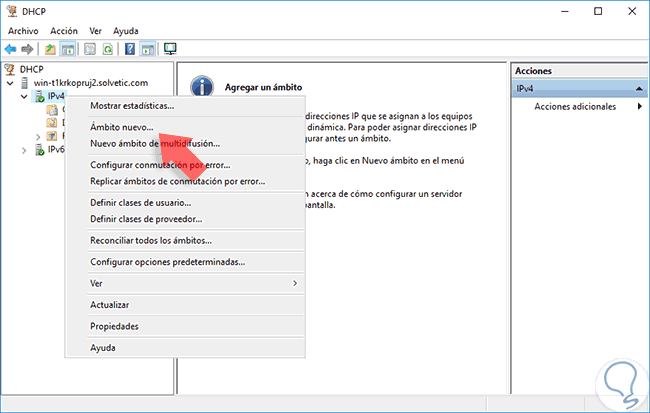 DHCP
Archivo Acción Ver Ayuda
DHCP
win-t1krkopruj2.solvetic.com
IPv4
IPv6
Mostrar estadísticas...
Ámbito nuevo...
Nuevo ámbito de multidifusión...
Configurar conmutación por error...
Replicar ámbitos de conmutación por error...
Definir clases de usuario...
Definir clases de proveedor...
Reconciliar todos los ámbitos...
Configurar opciones predeterminadas...
Ver
Actualizar
Propiedades
Ayuda
Agregar un ámbito
direcciones IP que se asignan a los equipos
dinámica. Para poder asignar direcciones IP
gurar antes un ámbito.
o, haga clic en Nuevo ámbito en el menú
n acerca de cómo configurar un servidor
pantalla.
Acciones
IPv4
Acciones adicionales